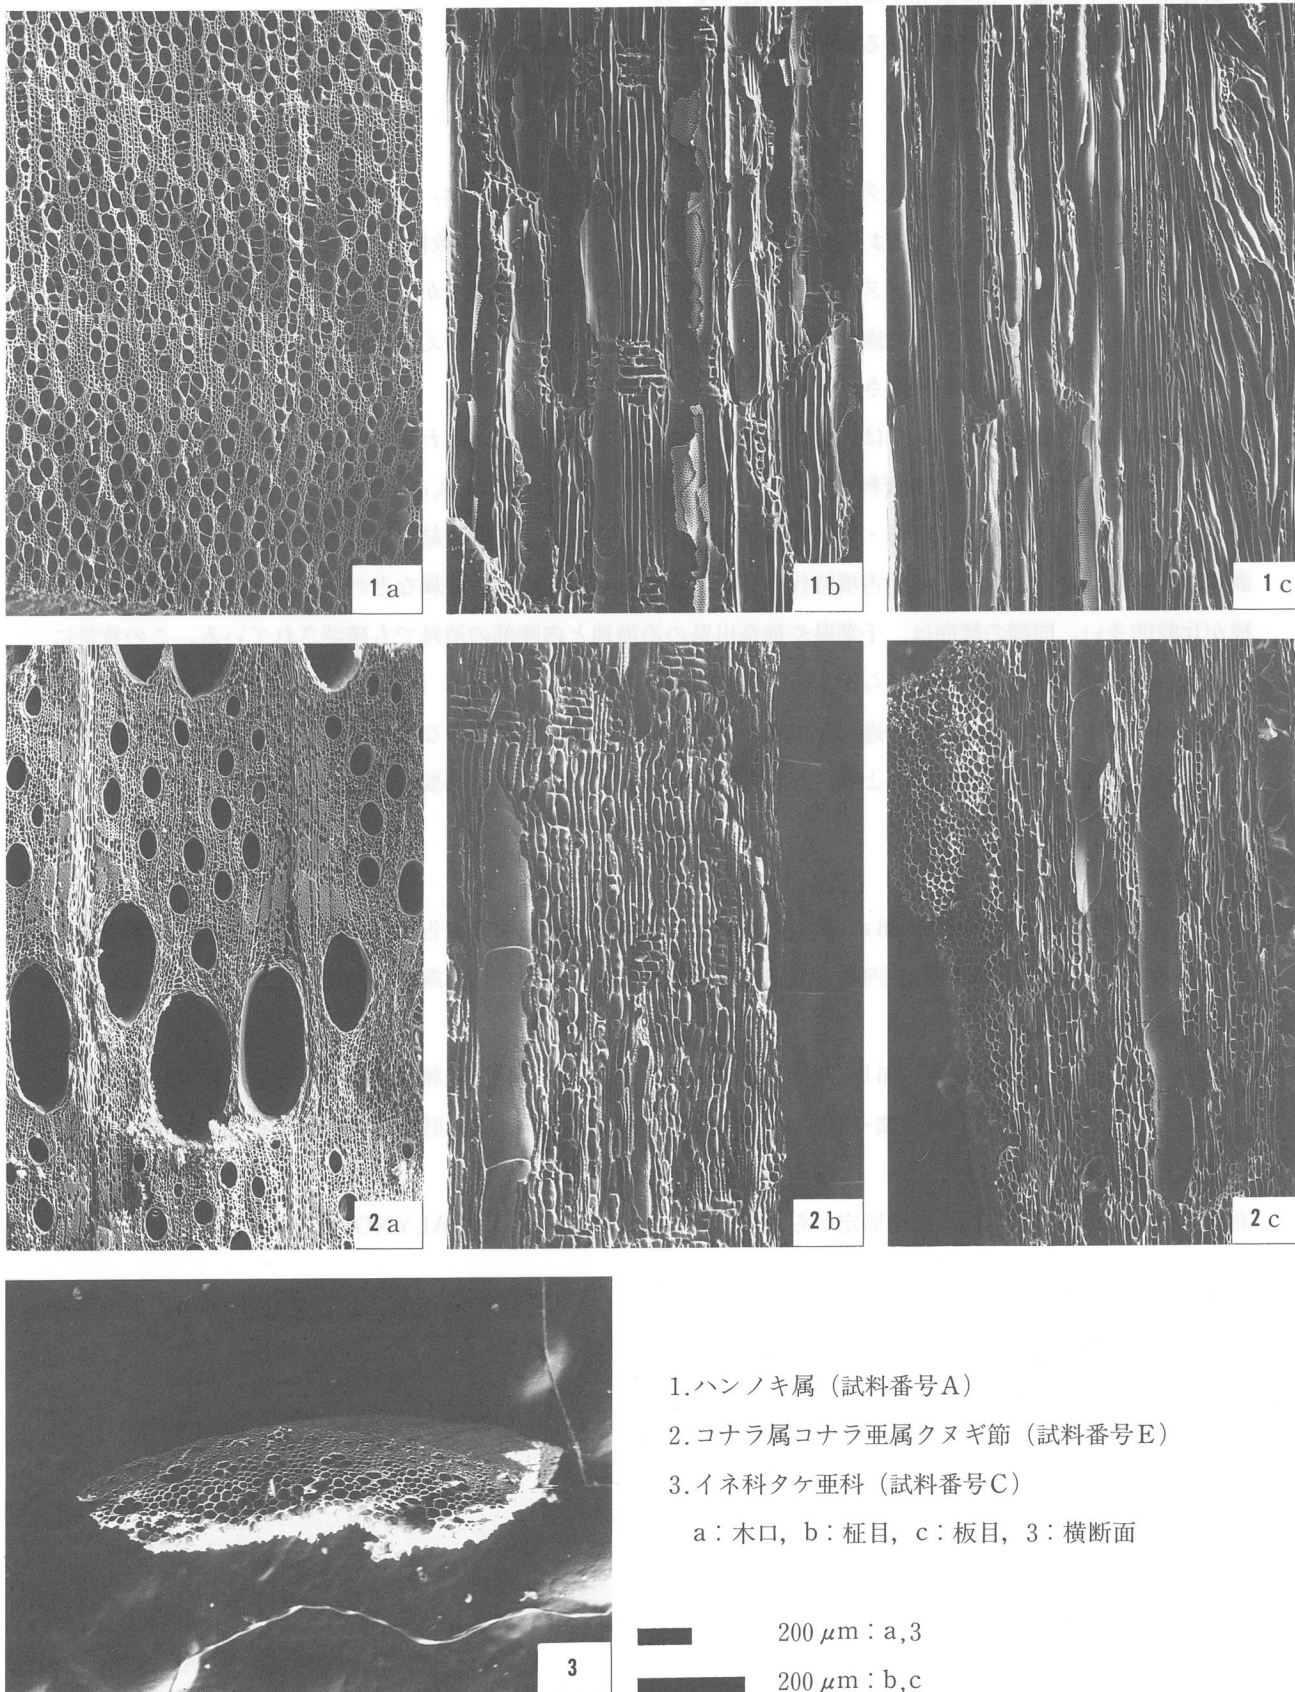 1a
1b
1c
2a
2b
2c
3
1.ハンノキ属（試料番号A）
2.コナラ属コナラ亜属クヌギ節（試料番号E）
3.イネ科タケ亜科（試料番号C）
a：木口，b：柾目，c：板目，3：横断面
200 μm：a,3
200 μm：b,c